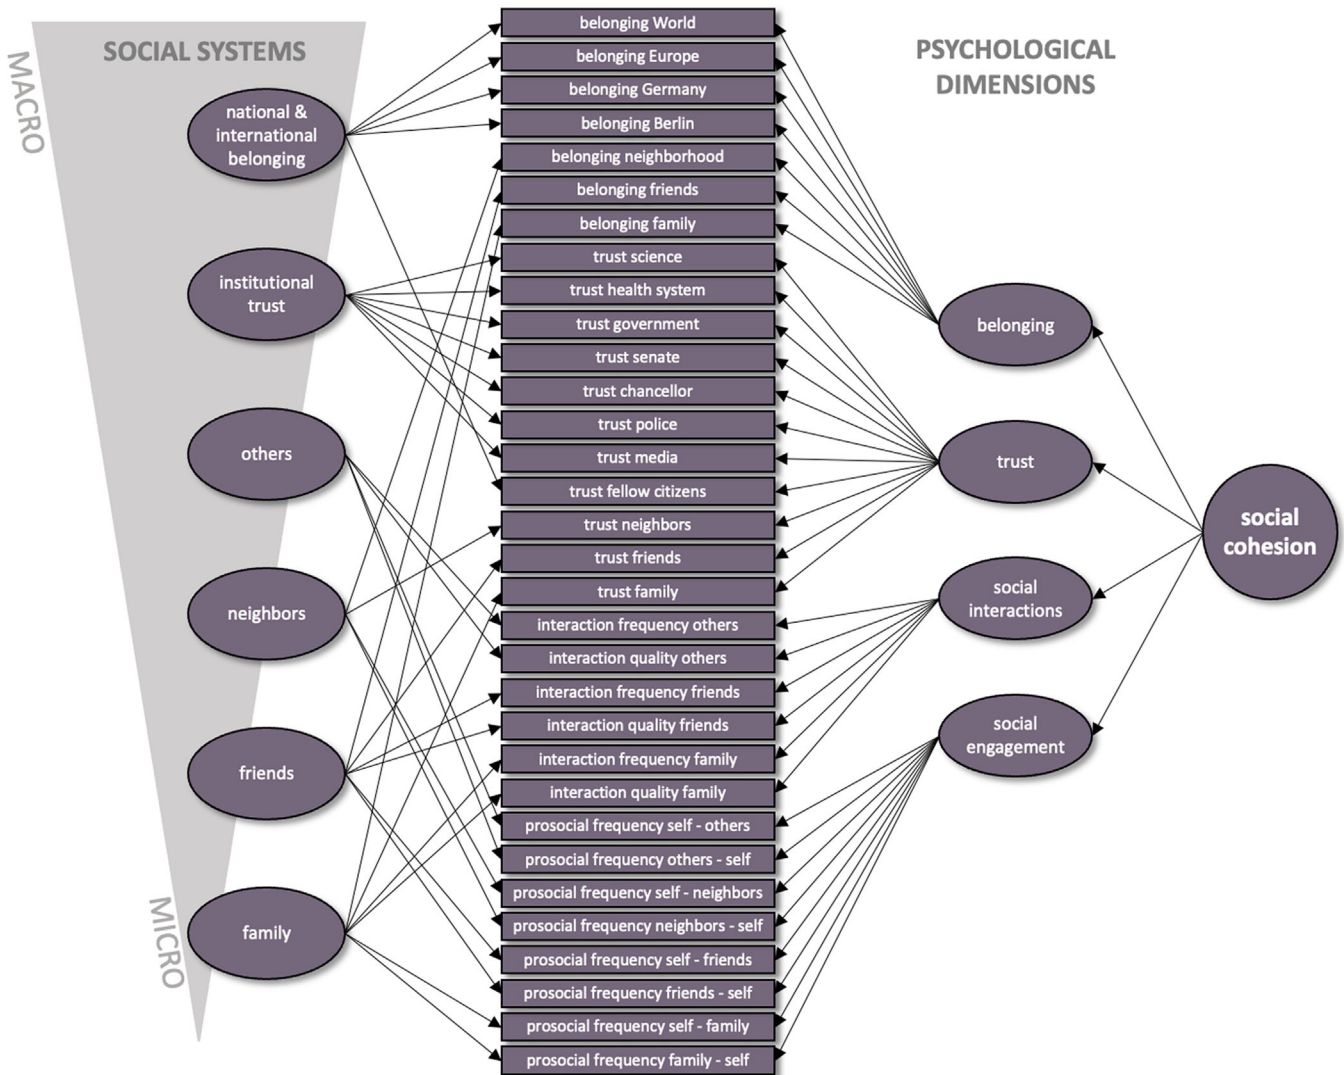 MACRO
SOCIAL SYSTEMS
national &
international
belonging
institutional
trust
others
neighbors
friends
family
MICRO
belonging World
belonging Europe
belonging Germany
belonging Berlin
belonging neighborhood
belonging friends
belonging family
trust science
trust health system
trust government
trust senate
trust chancellor
trust police
trust media
trust fellow citizens
trust neighbors
trust friends
trust family
interaction frequency others
interaction quality others
interaction frequency friends
interaction quality friends
interaction frequency family
interaction quality family
prosocial frequency self - others
prosocial frequency others - self
prosocial frequency self - neighbors
prosocial frequency neighbors - self
prosocial frequency self - friends
prosocial frequency friends - self
prosocial frequency self - family
prosocial frequency family - self
PSYCHOLOGICAL
DIMENSIONS
belonging
trust
social
interactions
social
engagement
social
cohesion